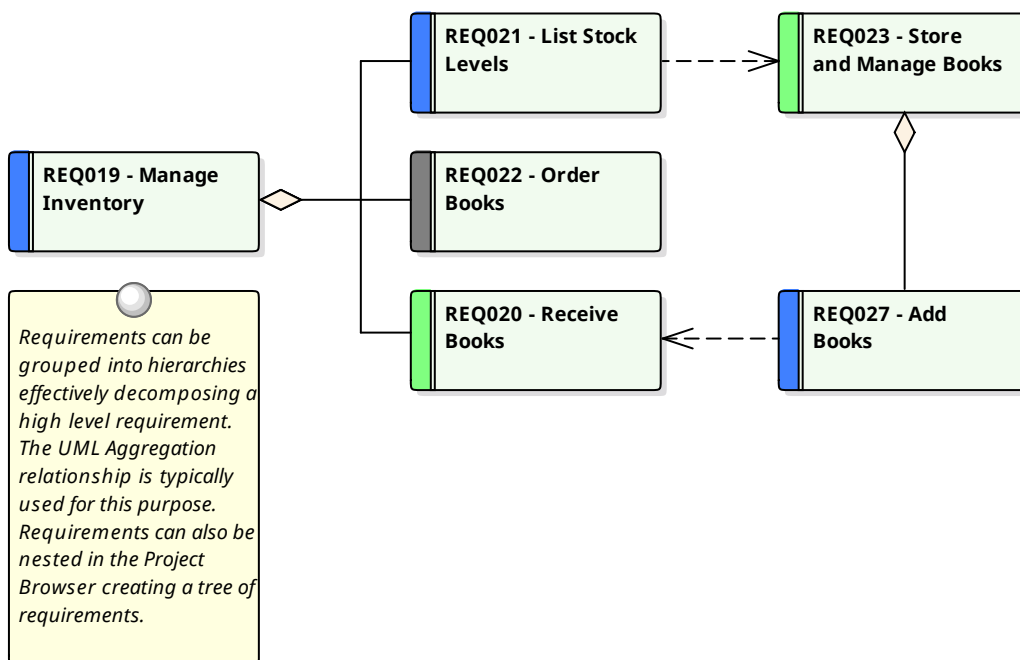 REQ021 - List Stock
Levels
REQ023 - Store
and Manage Books
REQ019 - Manage
Inventory
REQ022 - Order
Books
REQ020 - Receive
Books
REQ027 - Add
Books
Requirements can be
grouped into hierarchies
effectively decomposing a
high level requirement.
The UML Aggregation
relationship is typically
used for this purpose.
Requirements can also be
nested in the Project
Browser creating a tree of
requirements.